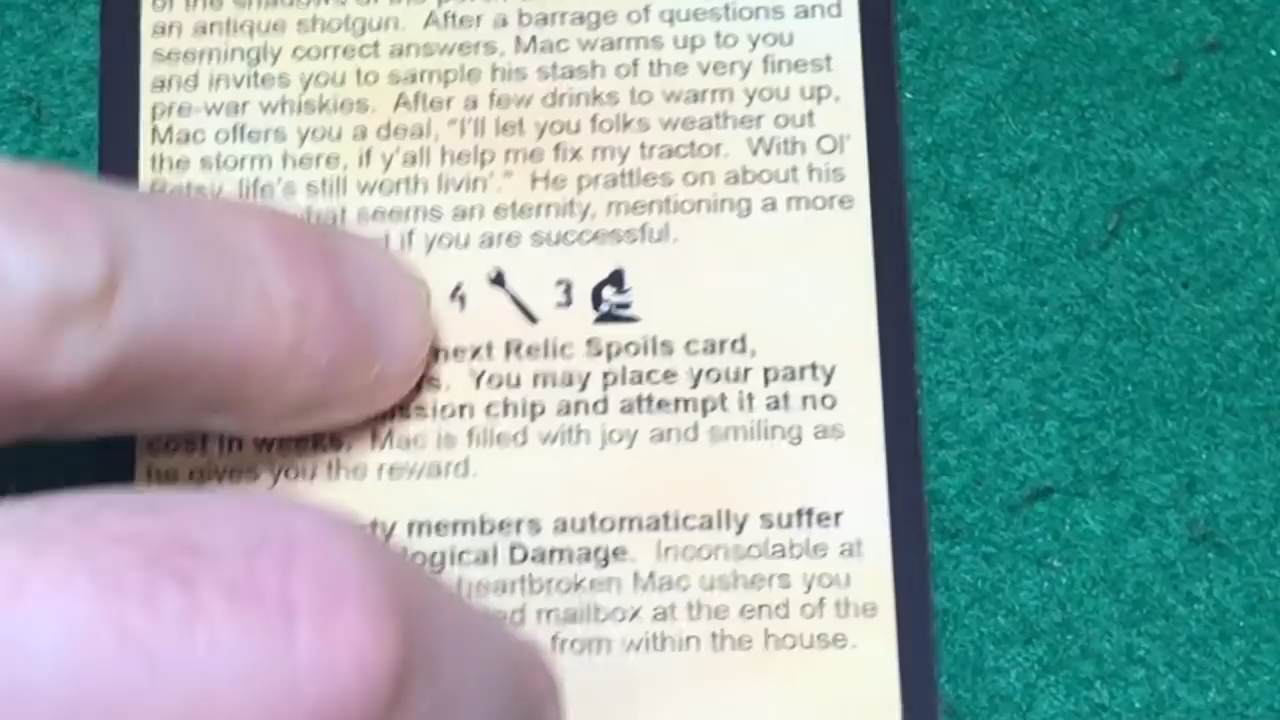 an antique shotgun. After a barrage of questions and
seemingly correct answers, Mac warms up to you
and invites you to sample his stash of the very finest
pre-war whiskies. After a few drinks to warm you up,
Mac offers you a deal, "I'll let you folks weather out
the storm here, if y'all help me fix my tractor. With Ol'
Betsy, life's still worth livin'." He prattles on about his
seems an eternity, mentioning a more
if you are successful.
4 3
next Relic Spoils card,
You may place your party
chip and attempt it at no
cost in weeks. Mac is filled with joy and smiling as
he gives you the reward.
members automatically suffer
Damage. Inconsolable at
heartbroken Mac ushers you
mailbox at the end of the
from within the house.